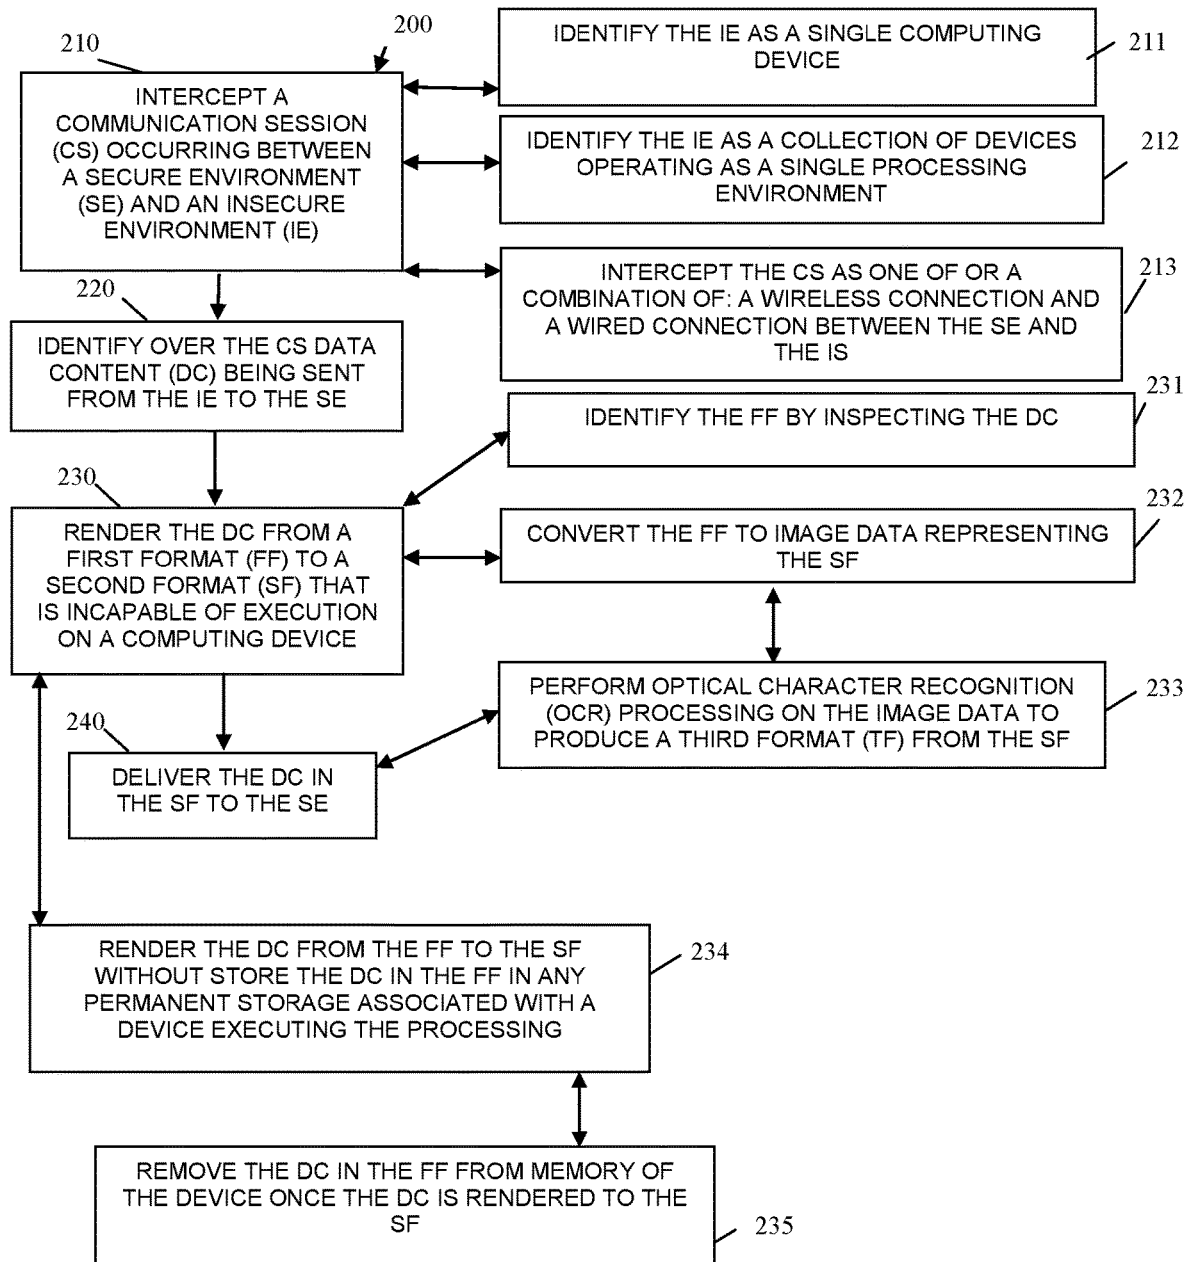 200
210
INTERCEPT A
COMMUNICATION SESSION
(CS) OCCURRING BETWEEN
A SECURE ENVIRONMENT
(SE) AND AN INSECURE
ENVIRONMENT (IE)
IDENTIFY THE IE AS A SINGLE COMPUTING
DEVICE
211
IDENTIFY THE IE AS A COLLECTION OF DEVICES
OPERATING AS A SINGLE PROCESSING
ENVIRONMENT
212
INTERCEPT THE CS AS ONE OF OR A
COMBINATION OF: A WIRELESS CONNECTION AND
A WIRED CONNECTION BETWEEN THE SE AND
THE IS
213
220
IDENTIFY OVER THE CS DATA
CONTENT (DC) BEING SENT
FROM THE IE TO THE SE
IDENTIFY THE FF BY INSPECTING THE DC
231
230
RENDER THE DC FROM A
FIRST FORMAT (FF) TO A
SECOND FORMAT (SF) THAT
IS INCAPABLE OF EXECUTION
ON A COMPUTING DEVICE
CONVERT THE FF TO IMAGE DATA REPRESENTING
THE SF
232
PERFORM OPTICAL CHARACTER RECOGNITION
(OCR) PROCESSING ON THE IMAGE DATA TO
PRODUCE A THIRD FORMAT (TF) FROM THE SF
233
240
DELIVER THE DC IN
THE SF TO THE SE
RENDER THE DC FROM THE FF TO THE SF
WITHOUT STORE THE DC IN THE FF IN ANY
PERMANENT STORAGE ASSOCIATED WITH A
DEVICE EXECUTING THE PROCESSING
234
REMOVE THE DC IN THE FF FROM MEMORY OF
THE DEVICE ONCE THE DC IS RENDERED TO THE
SF
235